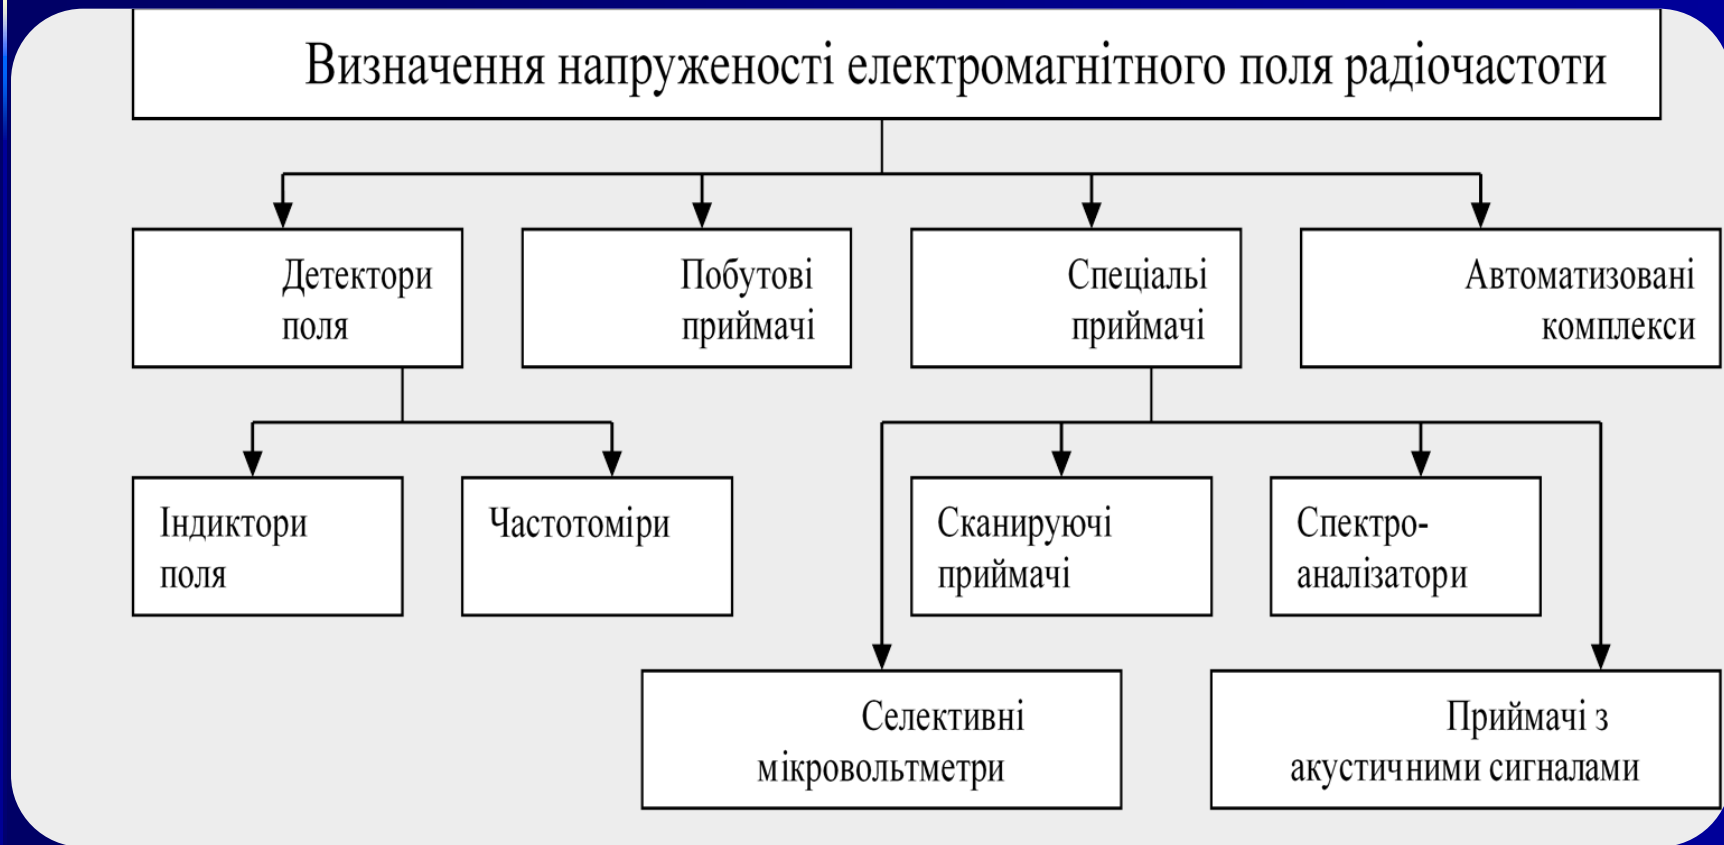 Визначення напруженості електромагнітного поля радіочастоти
Детектори
поля
Побутові
приймачі
Спеціальі
приймачі
Автоматизовані
комплекси
Індиктори
поля
Частотоміри
Сканируючі
приймачі
Спектро-
аналізатори
Селективні
мікровольтметри
Приймачі з
акустичними сигналами